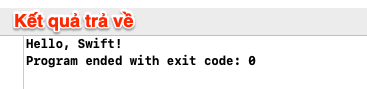 Kết quả trả về
Hello, Swift!
Program ended with exit code: 0